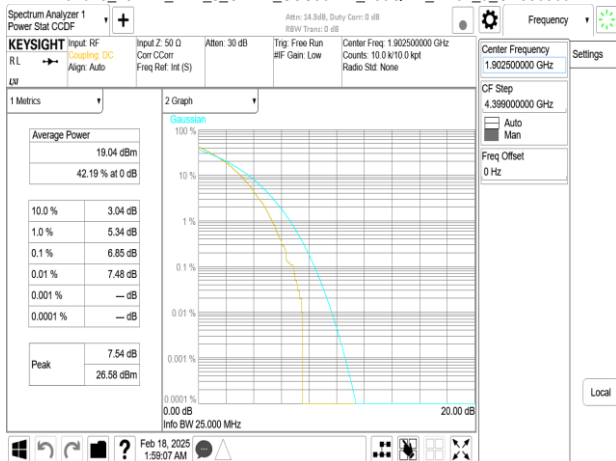 Spectrum Analyzer 1
Power Stat CCDF
+
Attn: 14.3dB, Duty Corr: 0 dB
RBW Trans: 0 dB
Frequency
KEYSIGHT
RL
LXI
Input: RF
Coupling: DC
Align: Auto
Input Z: 50 Ω
Corr CCorr
Freq Ref: Int (S)
Atten: 30 dB
Trig: Free Run
#IF Gain: Low
Center Freq: 1.902500000 GHz
Counts: 10.0 k/10.0 kpt
Radio Std: None
Center Frequency
1.902500000 GHz
Settings
CF Step
4.399000000 GHz
Auto
Man
Freq Offset
0 Hz
Local
1 Metrics
Average Power
19.04 dBm
42.19 % at 0 dB
10.0 % 3.04 dB
1.0 % 5.34 dB
0.1 % 6.85 dB
0.01 % 7.48 dB
0.001 % --- dB
0.0001 % --- dB
Peak
7.54 dB
26.58 dBm
2 Graph
Gaussian
100 %
10 %
1 %
0.1 %
0.01 %
0.001 %
0.0001 %
0.00 dB 20.00 dB
Info BW 25.000 MHz
?
Feb 18, 2025
1:59:07 AM